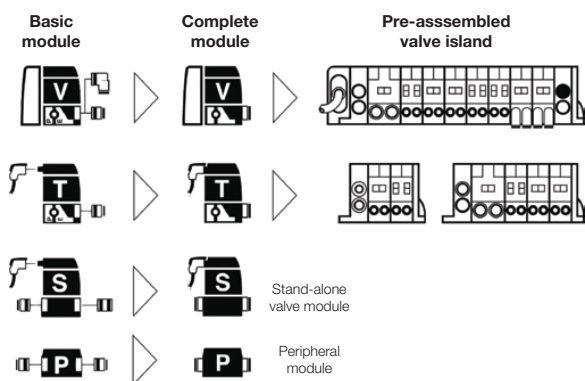 Basic
module
Complete
module
Pre-asssembled
valve island
V
V
T
T
S
S
Stand-alone
valve module
P
P
Peripheral
module